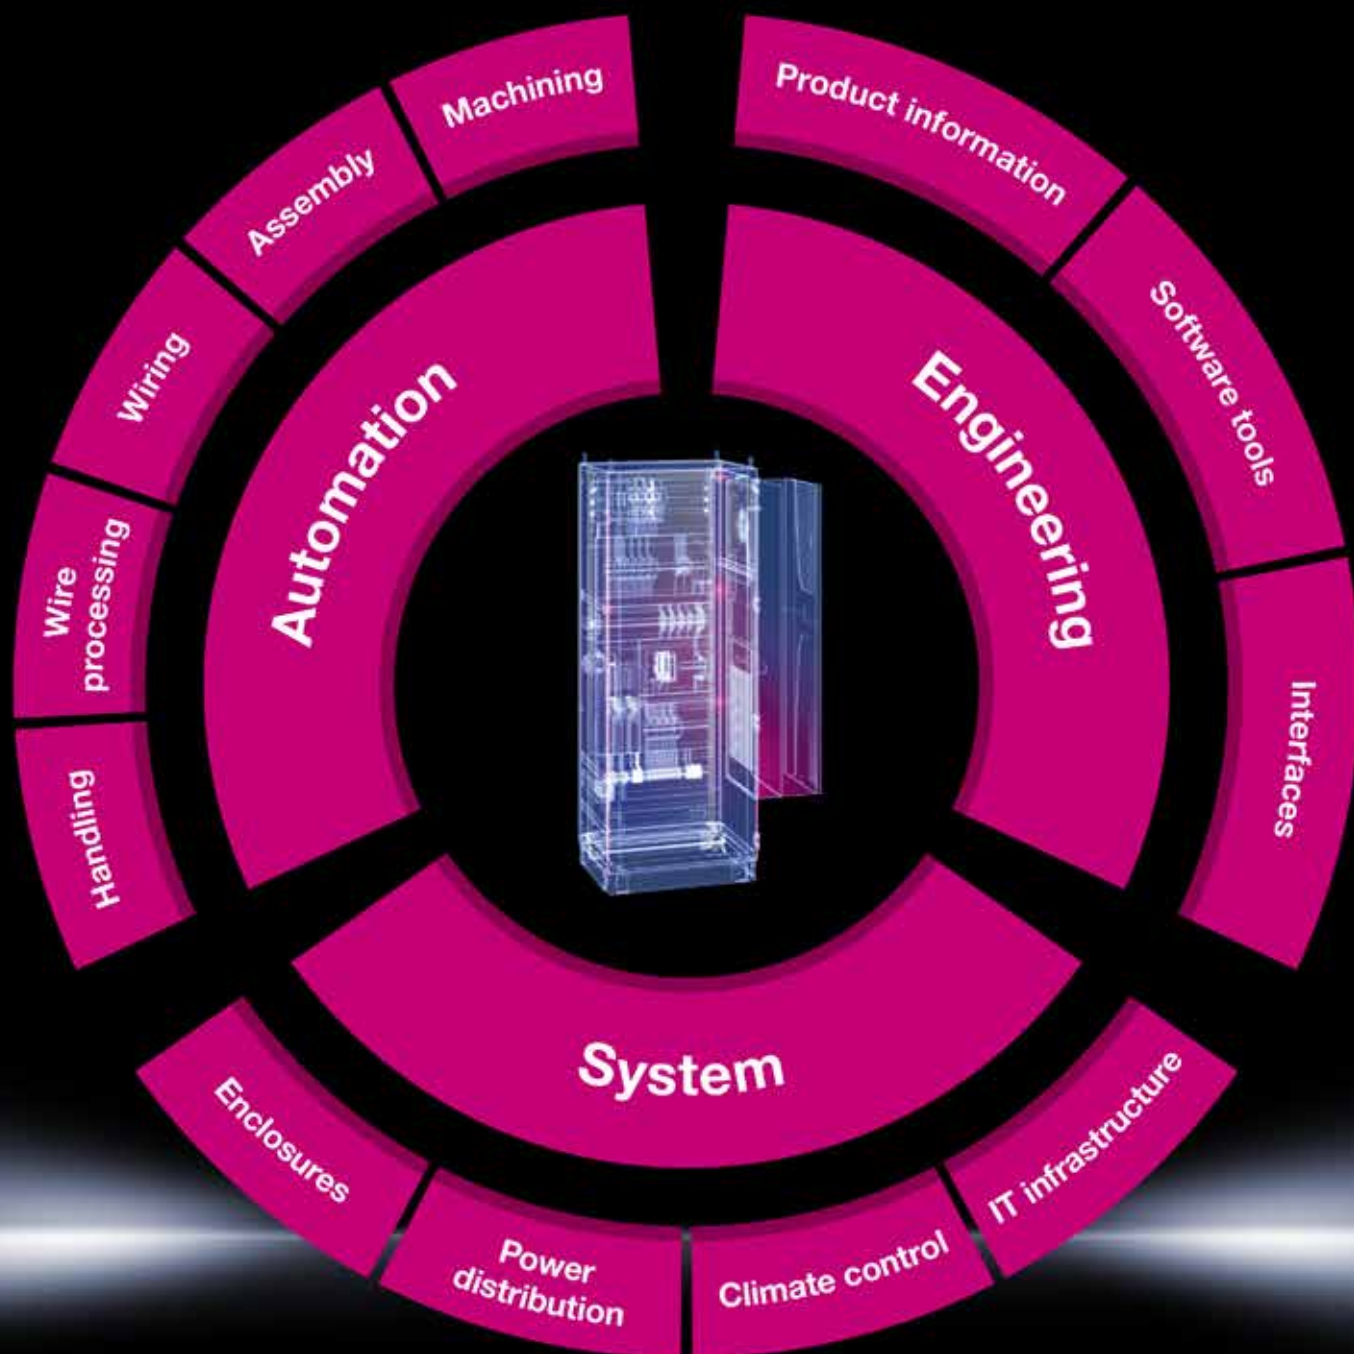 Machining
Assembly
Wiring
Wire
processing
Handling
Automation
Product information
Software tools
Interfaces
Engineering
System
Enclosures
Power
distribution
Climate control
IT infrastructure